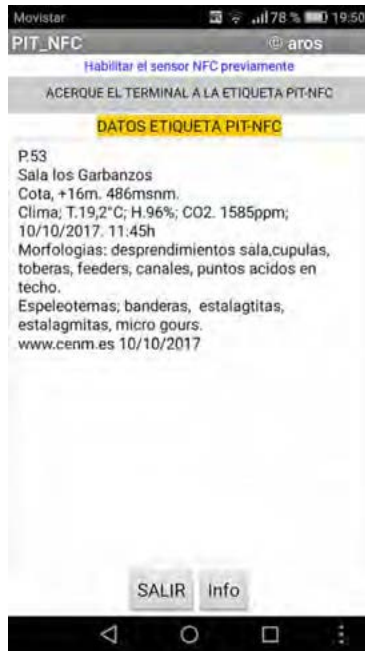 Movistar 78 % 19:50
PIT_NFC © aros
Habilitar el sensor NFC previamente
ACERQUE EL TERMINAL A LA ETIQUETA PIT-NFC
DATOS ETIQUETA PIT-NFC
P.53
Sala los Garbanzos
Cota, +16m. 486msnm.
Clima; T.19,2°C; H.96%; CO2. 1585ppm;
10/10/2017. 11:45h
Morfologias: desprendimientos sala,cupulas,
toberas, feeders, canales, puntos acidos en
techo.
Espeleotemas; banderas, estalagtitas,
estalagmitas, micro gours.
www.cenm.es 10/10/2017
SALIR Info